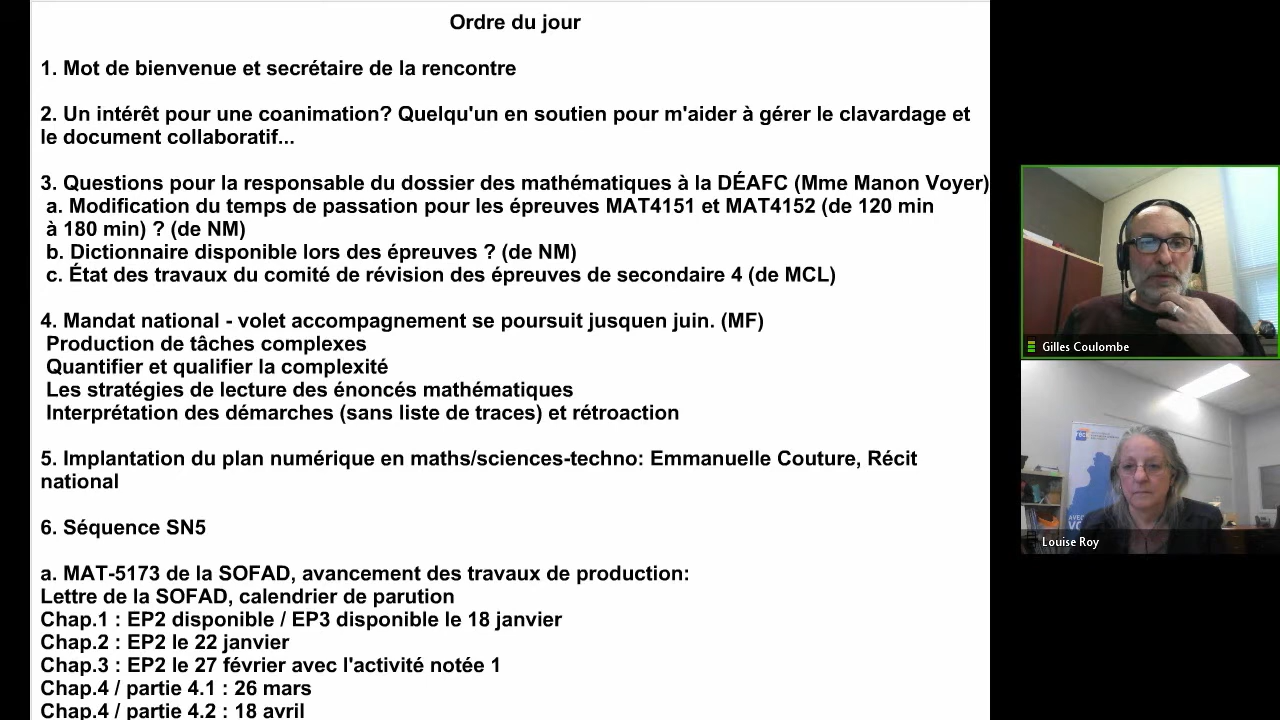 Ordre du jour
1. Mot de bienvenue et secrétaire de la rencontre
2. Un intérêt pour une coanimation? Quelqu'un en soutien pour m'aider à gérer le clavardage et
le document collaboratif...
3. Questions pour la responsable du dossier des mathématiques à la DÉAFC (Mme Manon Voyer)
a. Modification du temps de passation pour les épreuves MAT4151 et MAT4152 (de 120 min
à 180 min) ? (de NM)
b. Dictionnaire disponible lors des épreuves ? (de NM)
c. État des travaux du comité de révision des épreuves de secondaire 4 (de MCL)
4. Mandat national - volet accompagnement se poursuit jusquen juin. (MF)
Production de tâches complexes
Quantifier et qualifier la complexité
Les stratégies de lecture des énoncés mathématiques
Interprétation des démarches (sans liste de traces) et rétroaction
5. Implantation du plan numérique en maths/sciences-techno: Emmanuelle Couture, Récit
national
6. Séquence SN5
a. MAT-5173 de la SOFAD, avancement des travaux de production:
Lettre de la SOFAD, calendrier de parution
Chap.1 : EP2 disponible / EP3 disponible le 18 janvier
Chap.2 : EP2 le 22 janvier
Chap.3 : EP2 le 27 février avec l'activité notée 1
Chap.4 / partie 4.1 : 26 mars
Chap.4 / partie 4.2 : 18 avril
Gilles Coulombe
Louise Roy